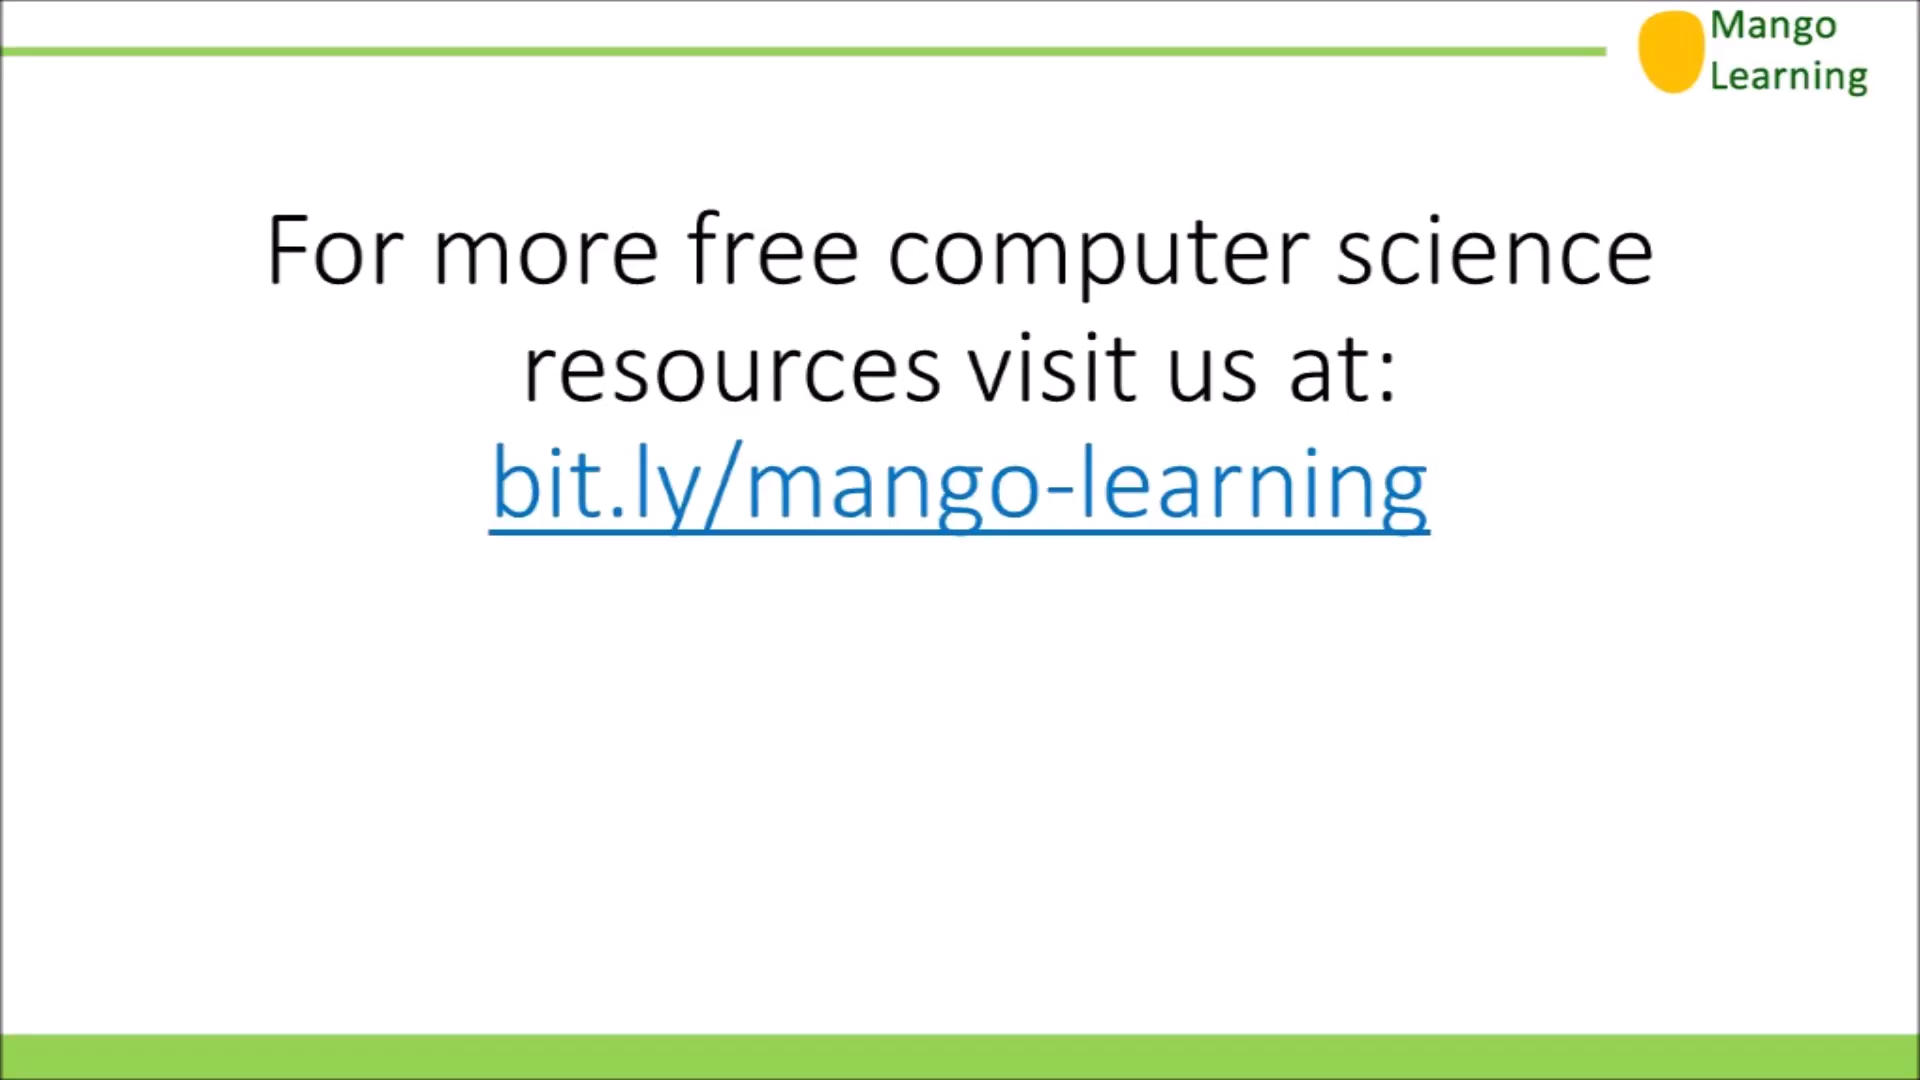 Mango
Learning
For more free computer science
resources visit us at:
bit.ly/mango-learning